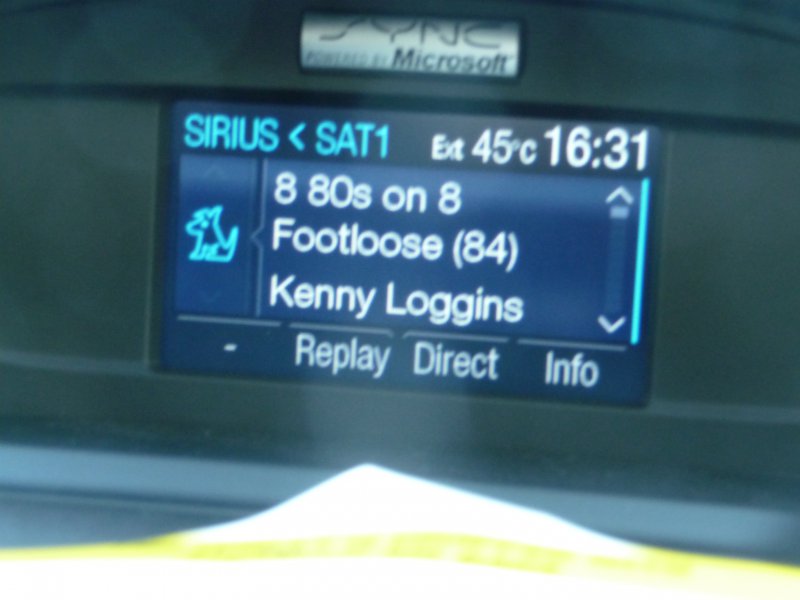 SYNC
POWERED BY Microsoft
SIRIUS < SAT1 Ext 45°C 16:31
8 80s on 8
Footloose (84)
Kenny Loggins
- Replay Direct Info